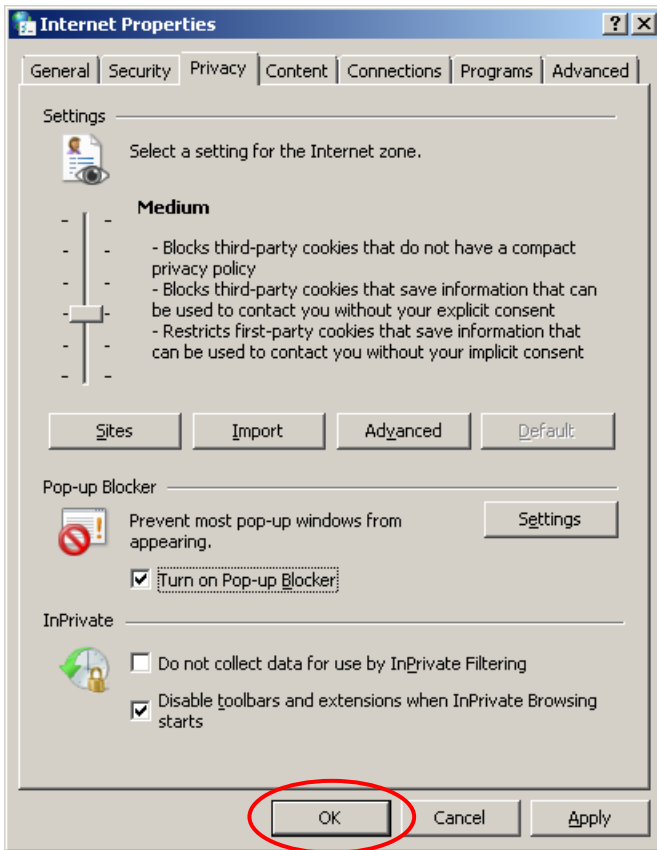 Internet Properties
General Security Privacy Content Connections Programs Advanced
Settings
Select a setting for the Internet zone.
Medium
- Blocks third-party cookies that do not have a compact
privacy policy
- Blocks third-party cookies that save information that can
be used to contact you without your explicit consent
- Restricts first-party cookies that save information that
can be used to contact you without your implicit consent
Sites Import Advanced Default
Pop-up Blocker
Prevent most pop-up windows from
appearing.
Settings
Turn on Pop-up Blocker
InPrivate
Do not collect data for use by InPrivate Filtering
Disable toolbars and extensions when InPrivate Browsing
starts
OK Cancel Apply